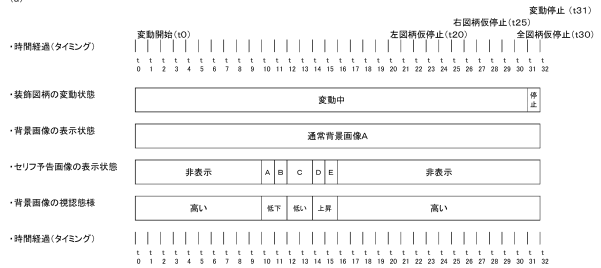 変動停止(t31)
右図柄仮停止(t25)
変動開始(t0) 左図柄仮停止(t20) 全図柄仮停止(t30)
・時間経過(タイミング)
t t t t t t t t t t t t t t t t t t t t t t t t t t t t t t t t t
0 1 2 3 4 5 6 7 8 9 10 11 12 13 14 15 16 17 18 19 20 21 22 23 24 25 26 27 28 29 30 31 32
・装飾図柄の変動状態 変動中 停止
・背景画像の表示状態 通常背景画像A
・セリフ予告画像の表示状態 非表示 A B C D E 非表示
・背景画像の視認態様 高い 低下 低い 上昇 高い
・時間経過(タイミング)
t t t t t t t t t t t t t t t t t t t t t t t t t t t t t t t t t
0 1 2 3 4 5 6 7 8 9 10 11 12 13 14 15 16 17 18 19 20 21 22 23 24 25 26 27 28 29 30 31 32